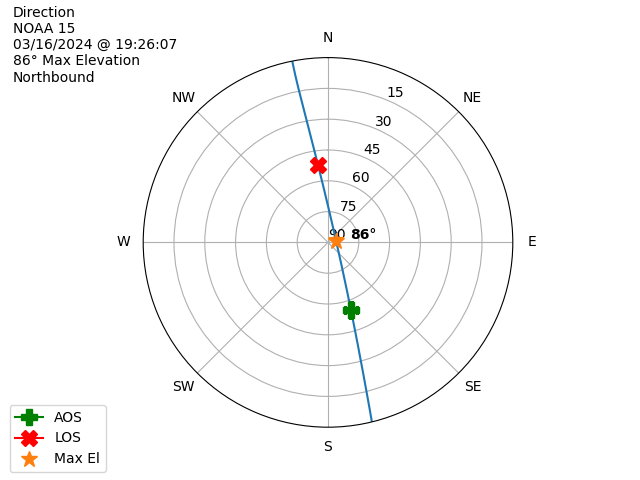 Direction
NOAA 15
03/16/2024 @ 19:26:07
86° Max Elevation
Northbound
N
NW
NE
15
30
45
60
75
90
86°
W
E
SW
SE
S
AOS
LOS
Max El